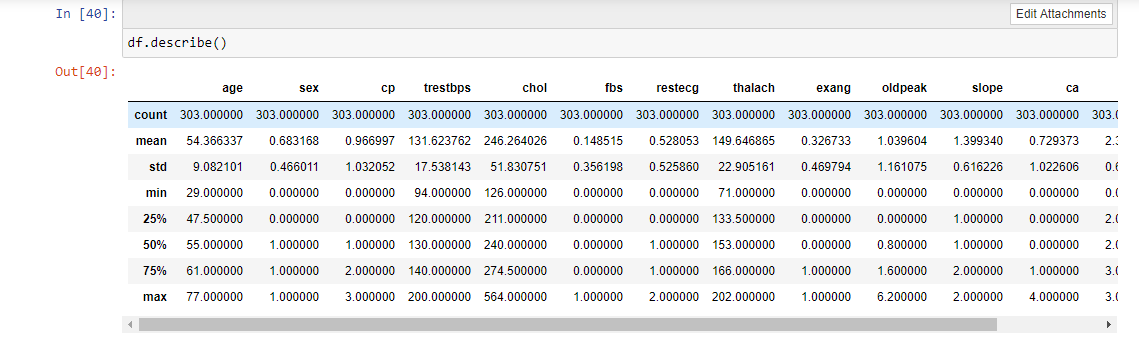 In [40]:
Edit Attachments
df.describe()
Out[40]:
age sex cp trestbps chol fbs restecg thalach exang oldpeak slope ca
count 303.000000 303.000000 303.000000 303.000000 303.000000 303.000000 303.000000 303.000000 303.000000 303.000000 303.000000 303.000000 303.0
mean 54.366337 0.683168 0.966997 131.623762 246.264026 0.148515 0.528053 149.646865 0.326733 1.039604 1.399340 0.729373 2.3
std 9.082101 0.466011 1.032052 17.538143 51.830751 0.356198 0.525860 22.905161 0.469794 1.161075 0.616226 1.022606 0.6
min 29.000000 0.000000 0.000000 94.000000 126.000000 0.000000 0.000000 71.000000 0.000000 0.000000 0.000000 0.000000 0.0
25% 47.500000 0.000000 0.000000 120.000000 211.000000 0.000000 0.000000 133.500000 0.000000 0.000000 1.000000 0.000000 2.0
50% 55.000000 1.000000 1.000000 130.000000 240.000000 0.000000 1.000000 153.000000 0.000000 0.800000 1.000000 0.000000 2.0
75% 61.000000 1.000000 2.000000 140.000000 274.500000 0.000000 1.000000 166.000000 1.000000 1.600000 2.000000 1.000000 3.0
max 77.000000 1.000000 3.000000 200.000000 564.000000 1.000000 2.000000 202.000000 1.000000 6.200000 2.000000 4.000000 3.0